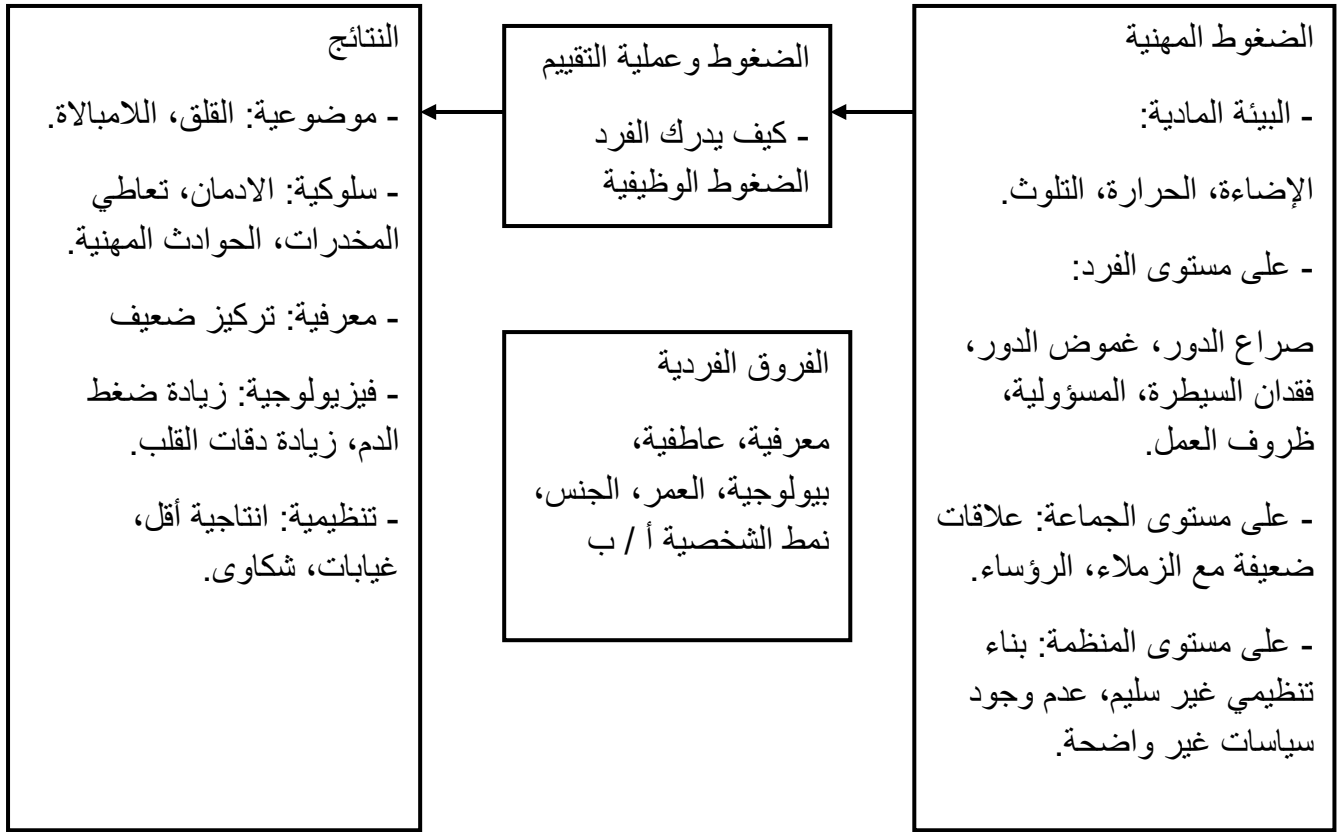 الضغوط المهنية
- البيئة المادية:
الإضاءة، الحرارة، التلوث.
- على مستوى الفرد:
صراع الدور، غموض الدور،
فقدان السيطرة، المسؤولية،
ظروف العمل.
- على مستوى الجماعة: علاقات
ضعيفة مع الزملاء، الرؤساء.
- على مستوى المنظمة: بناء
تنظيمي غير سليم، عدم وجود
سياسات غير واضحة.
الضغوط وعملية التقييم
- كيف يدرك الفرد
الضغوط الوظيفية
الفروق الفردية
معرفية، عاطفية،
بيولوجية، العمر، الجنس،
نمط الشخصية أ / ب
النتائج
- موضوعية: القلق، اللامبالاة.
- سلوكية: الادمان، تعاطي
المخدرات، الحوادث المهنية.
- معرفية: تركيز ضعيف
- فيزيولوجية: زيادة ضغط
الدم، زيادة دقات القلب.
- تنظيمية: انتاجية أقل،
غيابات، شكاوى.